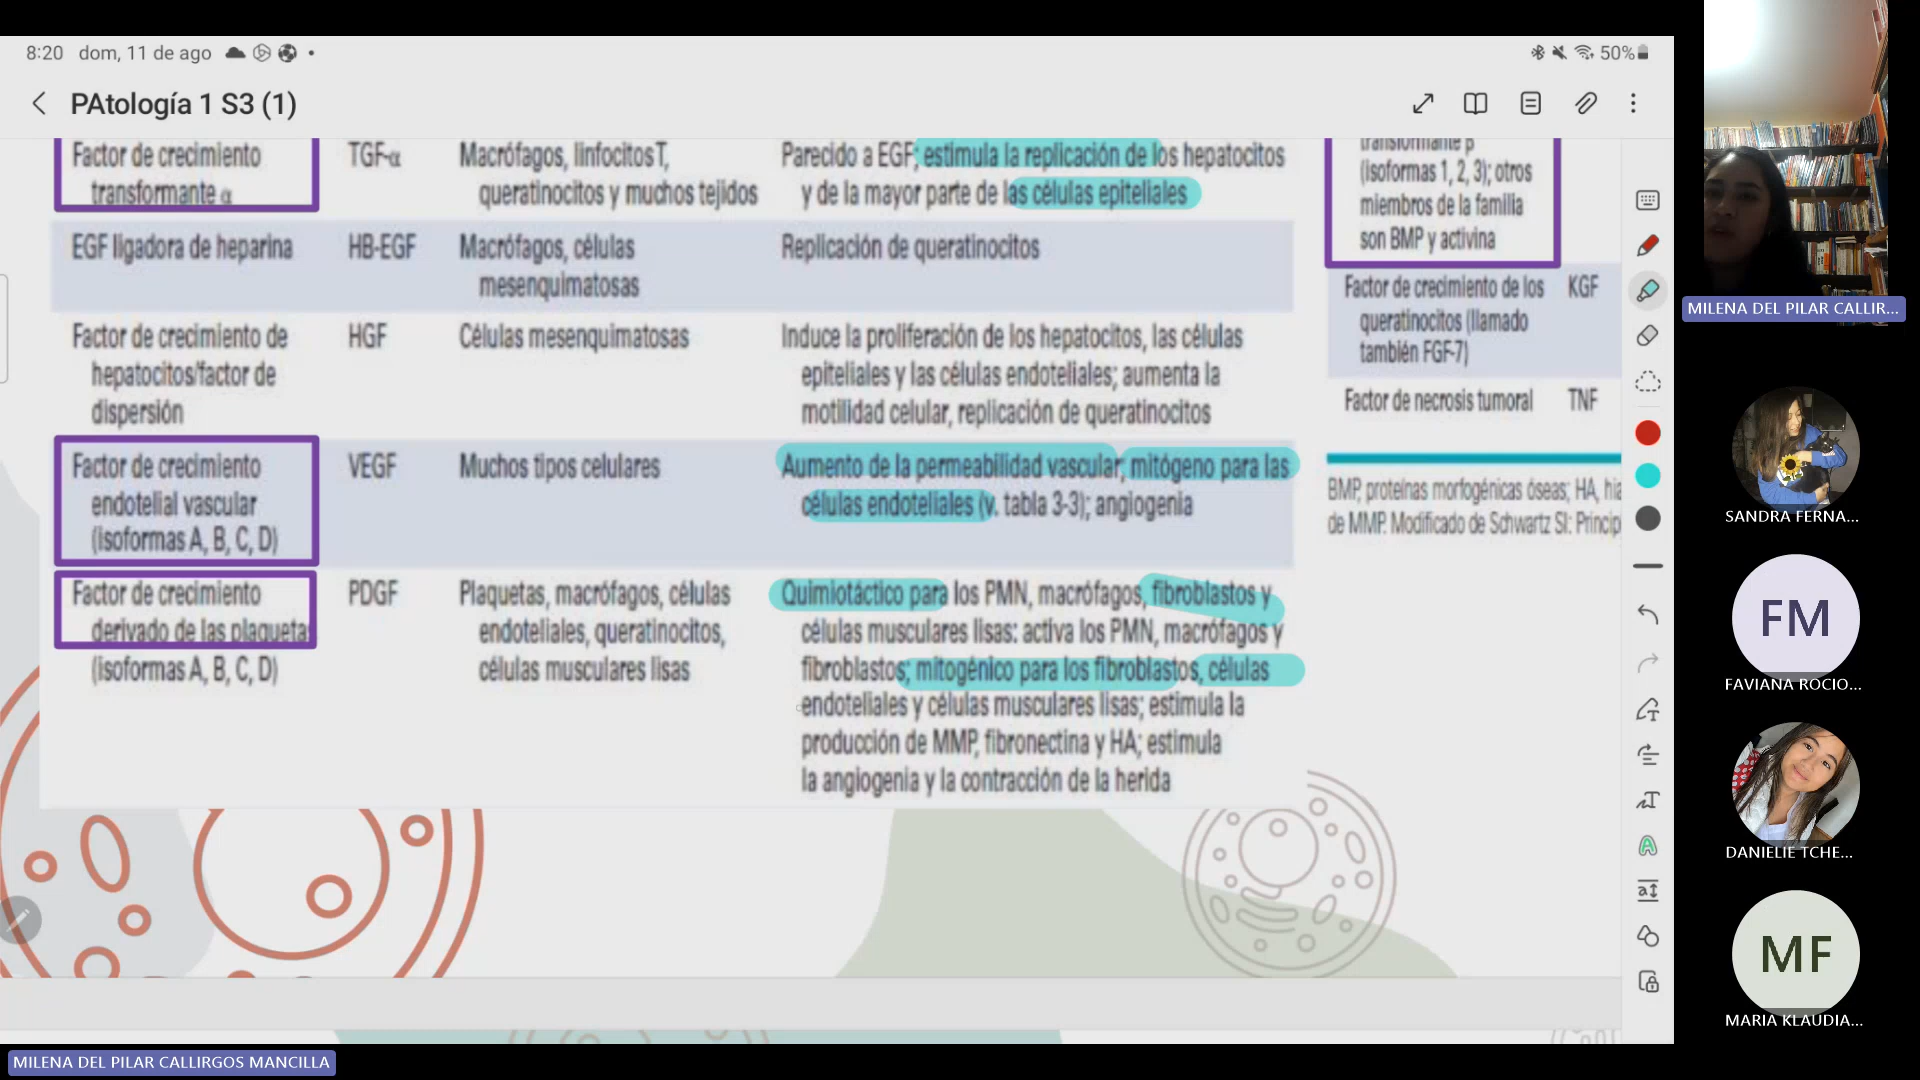 8:20 dom, 11 de ago
50%
PAtología 1 S3 (1)
Factor de crecimiento
transformante α
TGF-α
Macrófagos, linfocitos T,
queratinocitos y muchos tejidos
Parecido a EGF; estimula la replicación de los hepatocitos
y de la mayor parte de las células epiteliales
EGF ligadora de heparina
HB-EGF
Macrófagos, células
mesenquimatosas
Replicación de queratinocitos
Factor de crecimiento de
hepatocitos/factor de
dispersión
HGF
Células mesenquimatosas
Induce la proliferación de los hepatocitos, las células
epiteliales y las células endoteliales; aumenta la
motilidad celular, replicación de queratinocitos
Factor de crecimiento
endotelial vascular
(isoformas A, B, C, D)
VEGF
Muchos tipos celulares
Aumento de la permeabilidad vascular; mitógeno para las
células endoteliales (v. tabla 3-3); angiogenia
Factor de crecimiento
derivado de las plaquetas
(isoformas A, B, C, D)
PDGF
Plaquetas, macrófagos, células
endoteliales, queratinocitos,
células musculares lisas
Quimiotáctico para los PMN, macrófagos, fibroblastos y
células musculares lisas: activa los PMN, macrófagos y
fibroblastos; mitogénico para los fibroblastos, células
endoteliales y células musculares lisas; estimula la
producción de MMP, fibronectina y HA; estimula
la angiogenia y la contracción de la herida
transformante β
(isoformas 1, 2, 3); otros
miembros de la familia
son BMP y activina
Factor de crecimiento de los
queratinocitos (llamado
también FGF-7)
KGF
Factor de necrosis tumoral
TNF
BMP, proteínas morfogénicas óseas; HA, hia
de MMP. Modificado de Schwartz SI: Princip
MILENA DEL PILAR CALLIR...
SANDRA FERNA...
FM
FAVIANA ROCIO...
DANIELIE TCHE...
MF
MARIA KLAUDIA...
MILENA DEL PILAR CALLIRGOS MANCILLA